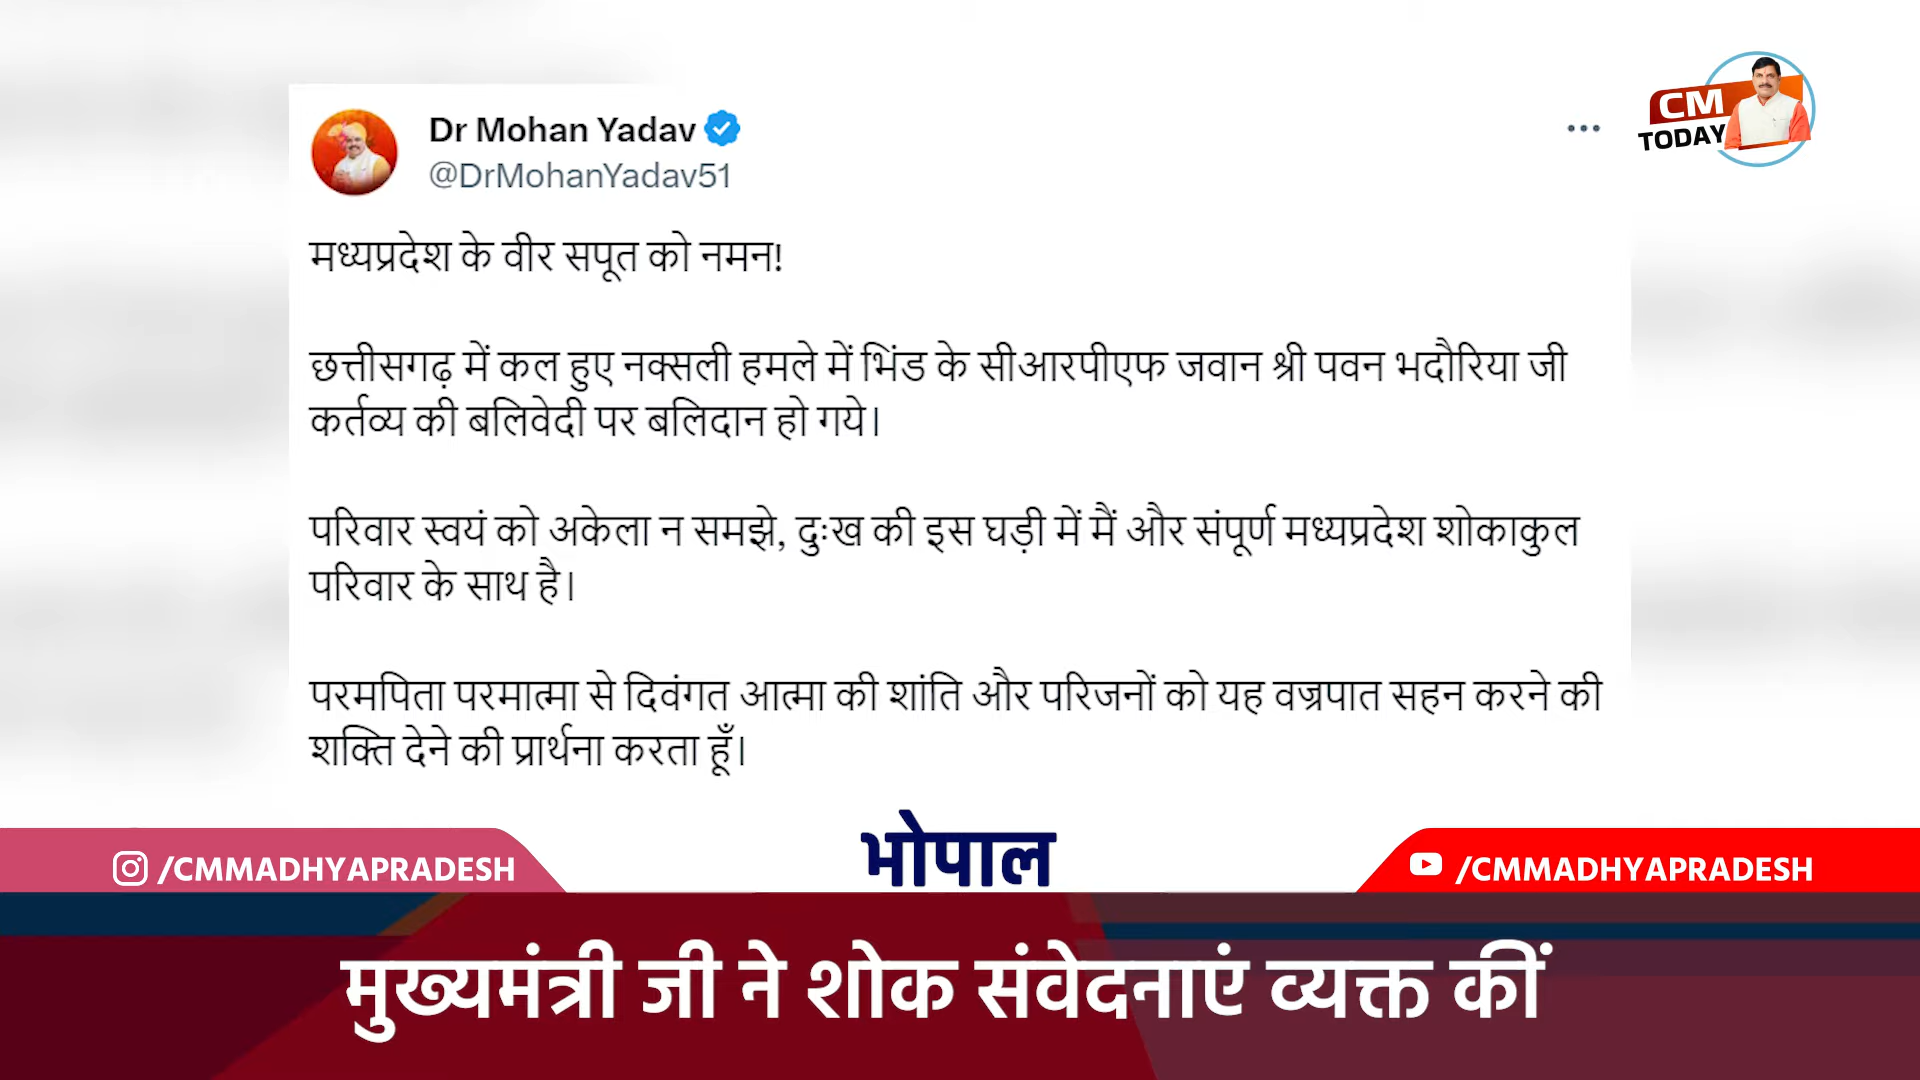 Dr Mohan Yadav
@DrMohanYadav51
CM
TODAY
मध्यप्रदेश के वीर सपूत को नमन!
छत्तीसगढ़ में कल हुए नक्सली हमले में भिंड के सीआरपीएफ जवान श्री पवन भदौरिया जी
कर्तव्य की बलिवेदी पर बलिदान हो गये।
परिवार स्वयं को अकेला न समझे, दुःख की इस घड़ी में मैं और संपूर्ण मध्यप्रदेश शोकाकुल
परिवार के साथ है।
परमपिता परमात्मा से दिवंगत आत्मा की शांति और परिजनों को यह वज्रपात सहन करने की
शक्ति देने की प्रार्थना करता हूँ।
भोपाल
/CMMADHYAPRADESH
/CMMADHYAPRADESH
मुख्यमंत्री जी ने शोक संवेदनाएं व्यक्त कीं